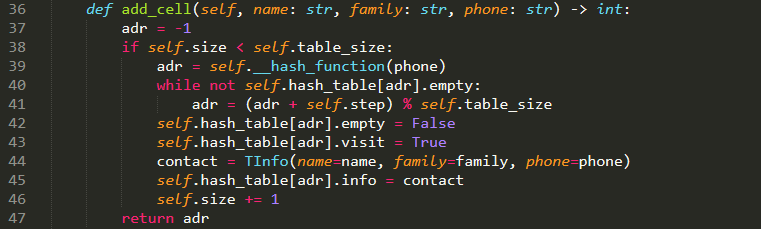 36 def add_cell(self, name: str, family: str, phone: str) -> int:
37 adr = -1
38 if self.size < self.table_size:
39 adr = self.__hash_function(phone)
40 while not self.hash_table[adr].empty:
41 adr = (adr + self.step) % self.table_size
42 self.hash_table[adr].empty = False
43 self.hash_table[adr].visit = True
44 contact = TInfo(name=name, family=family, phone=phone)
45 self.hash_table[adr].info = contact
46 self.size += 1
47 return adr